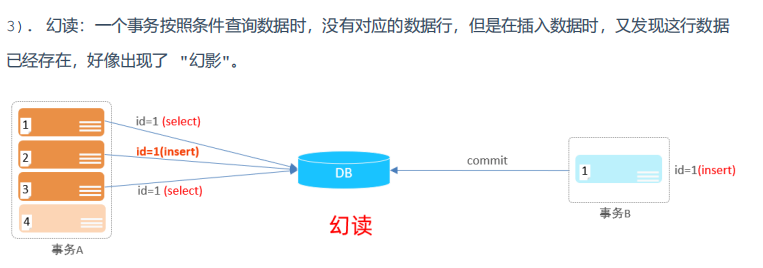 3). 幻读：一个事务按照条件查询数据时，没有对应的数据行，但是在插入数据时，又发现这行数据
已经存在，好像出现了 "幻影"。
1
id=1 (select)
2
id=1(insert)
3
id=1 (select)
4
事务A
DB
幻读
commit
1
id=1(insert)
事务B